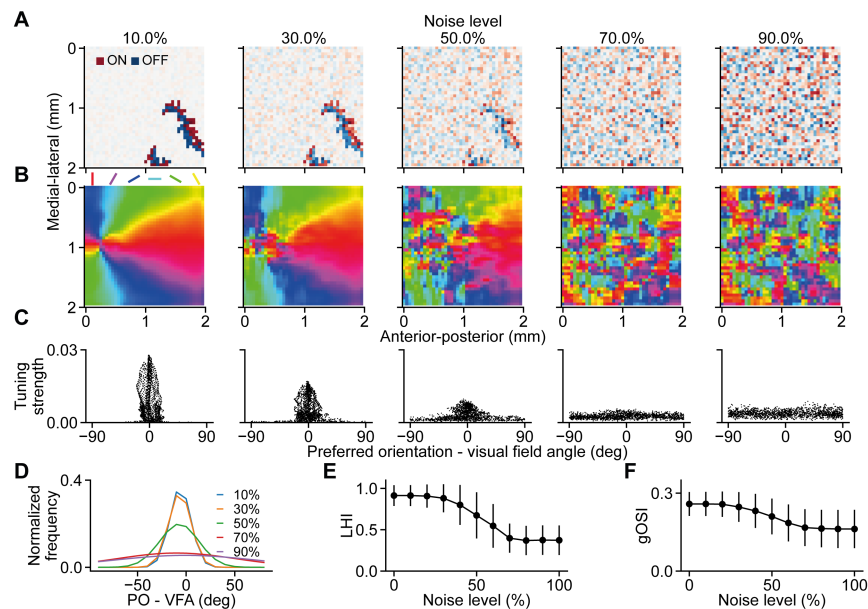 A
Noise level
10.0% 30.0% 50.0% 70.0% 90.0%
0
ON OFF
1
2
Medial-lateral (mm)
B
0
1
2
0 1 2 0 1 2 0 1 2 0 1 2 0 1 2
Anterior-posterior (mm)
C
0.03
0.00
Tuning
strength
−90 0 90 −90 0 90 −90 0 90 −90 0 90 −90 0 90
Preferred orientation - visual field angle (deg)
D
0.4
0.0
Normalized
frequency
10%
30%
50%
70%
90%
−50 0 50
PO - VFA (deg)
E
1
0
LHI
0 50 100
Noise level (%)
F
0.3
0.0
gOSI
0 50 100
Noise level (%)